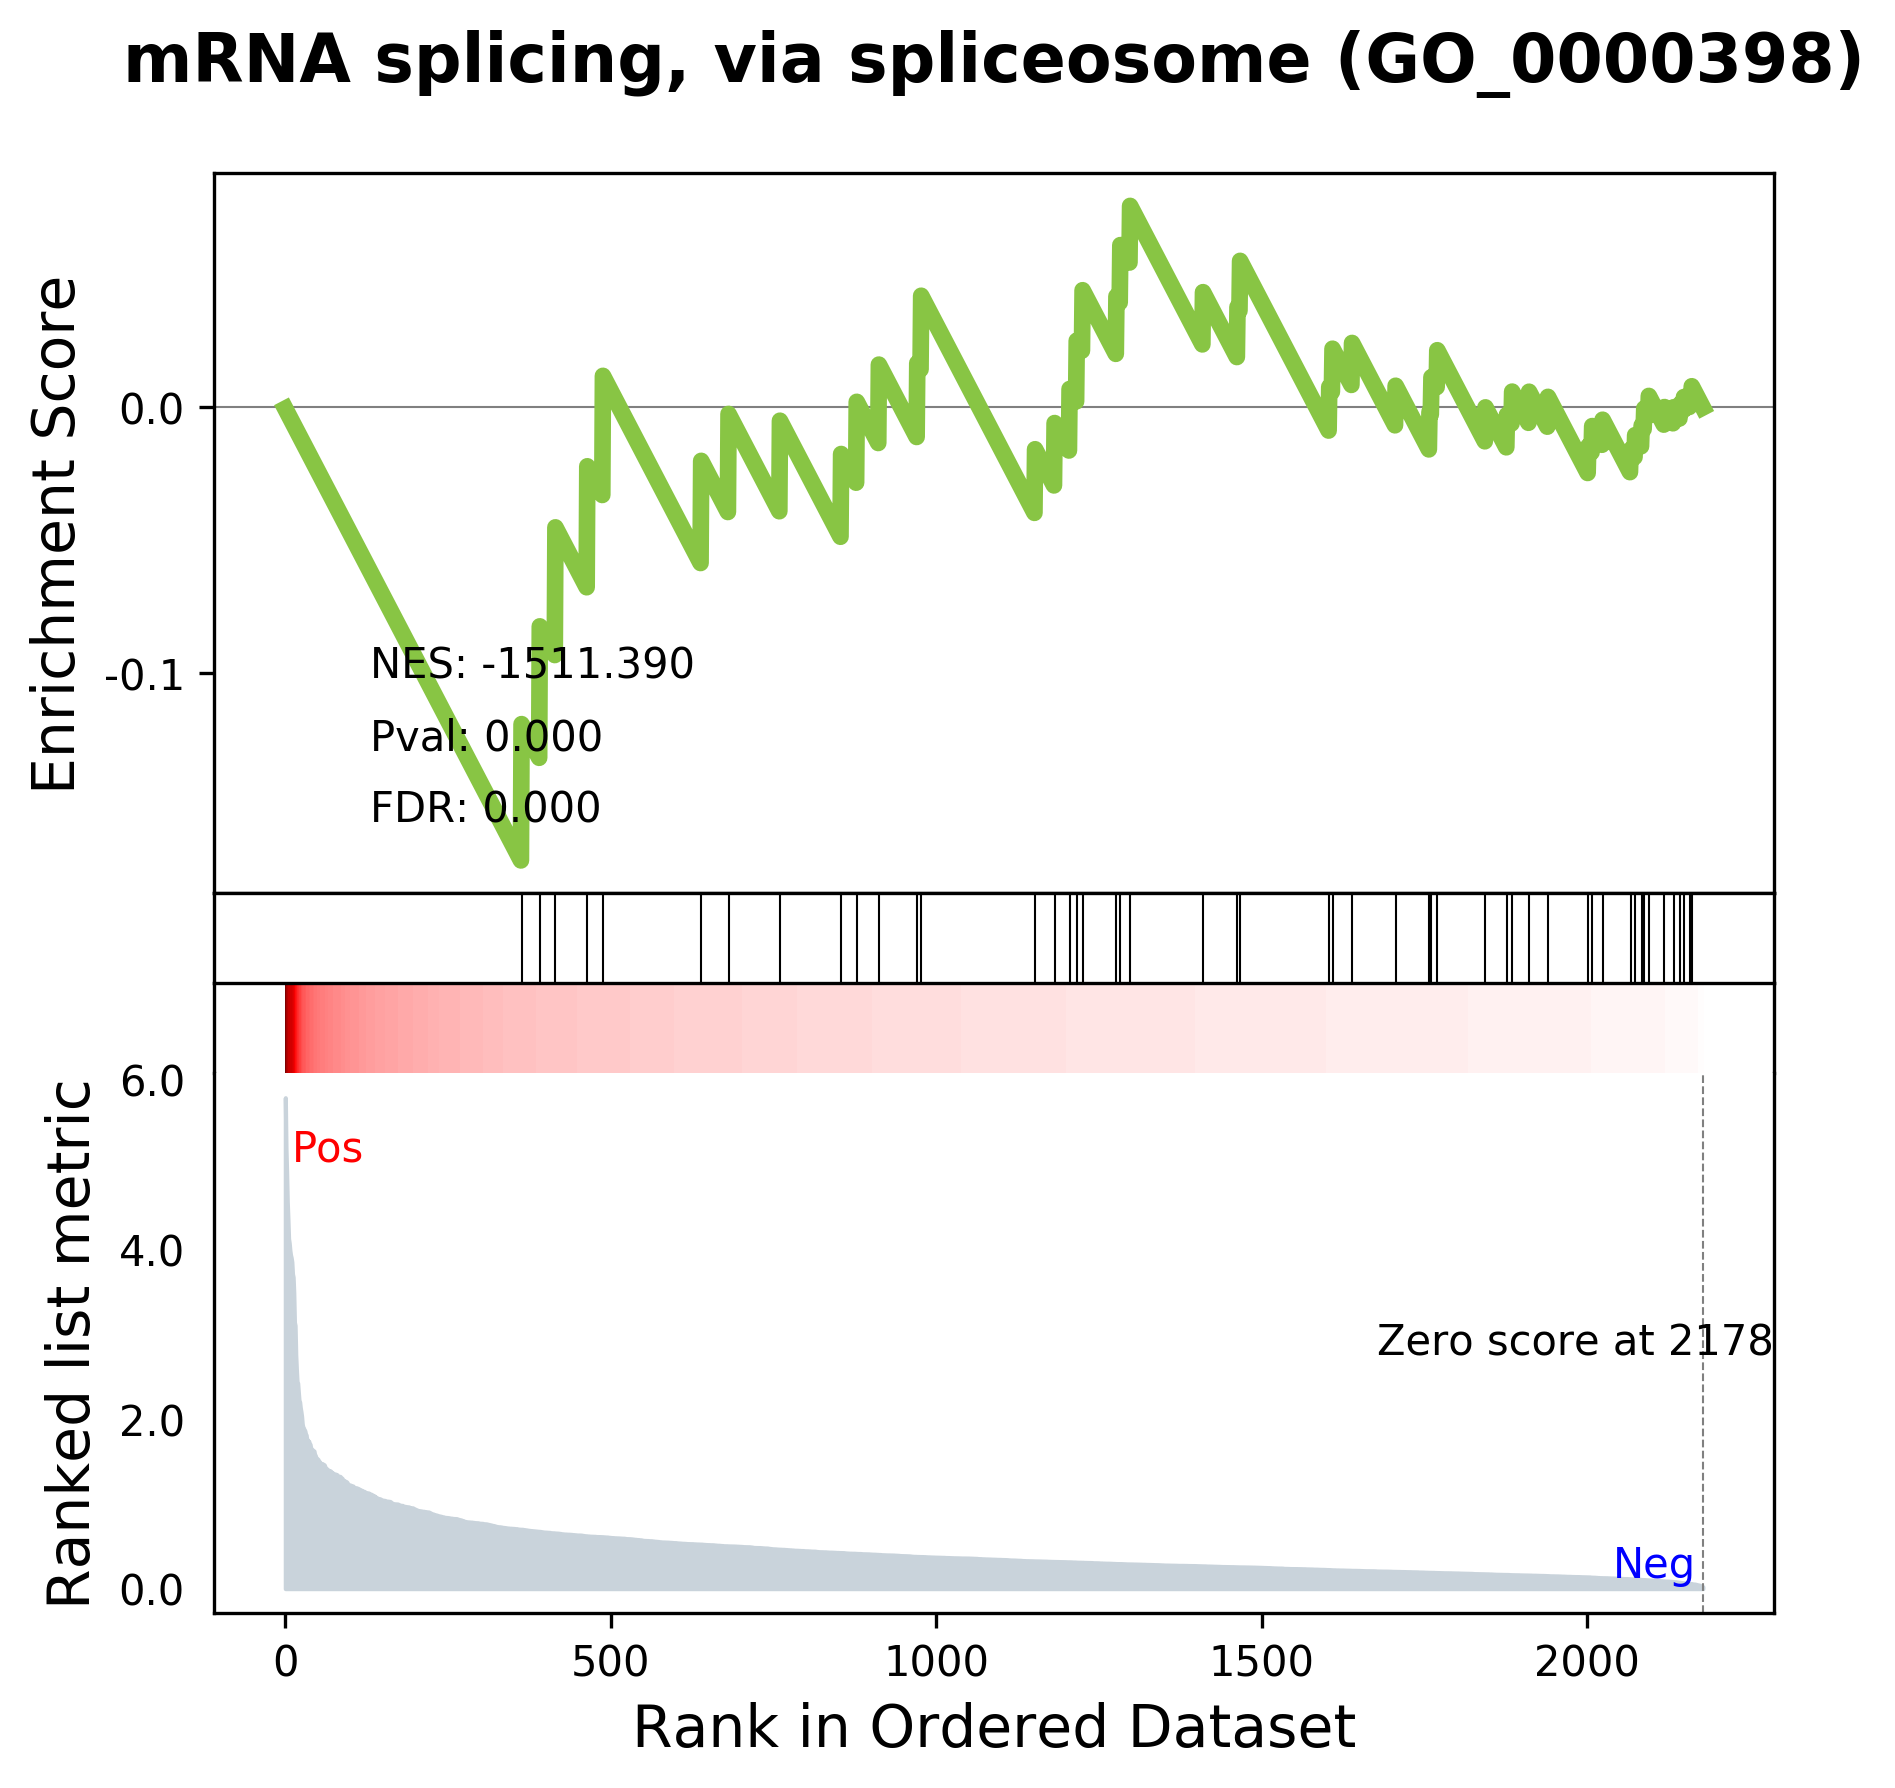 mRNA splicing, via spliceosome (GO_0000398)
Enrichment Score
0.0
-0.1
NES: -1511.390
Pval: 0.000
FDR: 0.000
Ranked list metric
6.0
4.0
2.0
0.0
Pos
Zero score at 2178
Neg
0 500 1000 1500 2000
Rank in Ordered Dataset